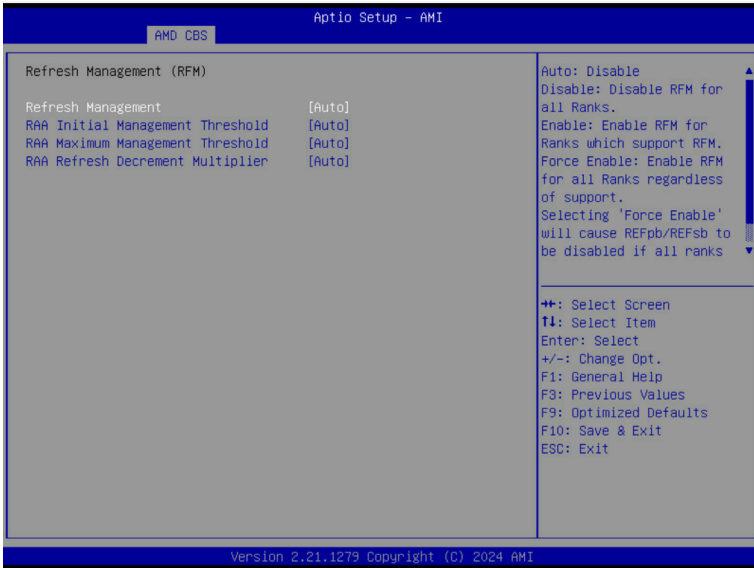 Aptio Setup – AMI
AMD CBS
Refresh Management (RFM)
Refresh Management [Auto]
RAA Initial Management Threshold [Auto]
RAA Maximum Management Threshold [Auto]
RAA Refresh Decrement Multiplier [Auto]
Auto: Disable
Disable: Disable RFM for
all Ranks.
Enable: Enable RFM for
Ranks which support RFM.
Force Enable: Enable RFM
for all Ranks regardless
of support.
Selecting 'Force Enable'
will cause REFpb/REFsb to
be disabled if all ranks
→←: Select Screen
↑↓: Select Item
Enter: Select
+/-: Change Opt.
F1: General Help
F3: Previous Values
F9: Optimized Defaults
F10: Save & Exit
ESC: Exit
Version 2.21.1279 Copyright (C) 2024 AMI